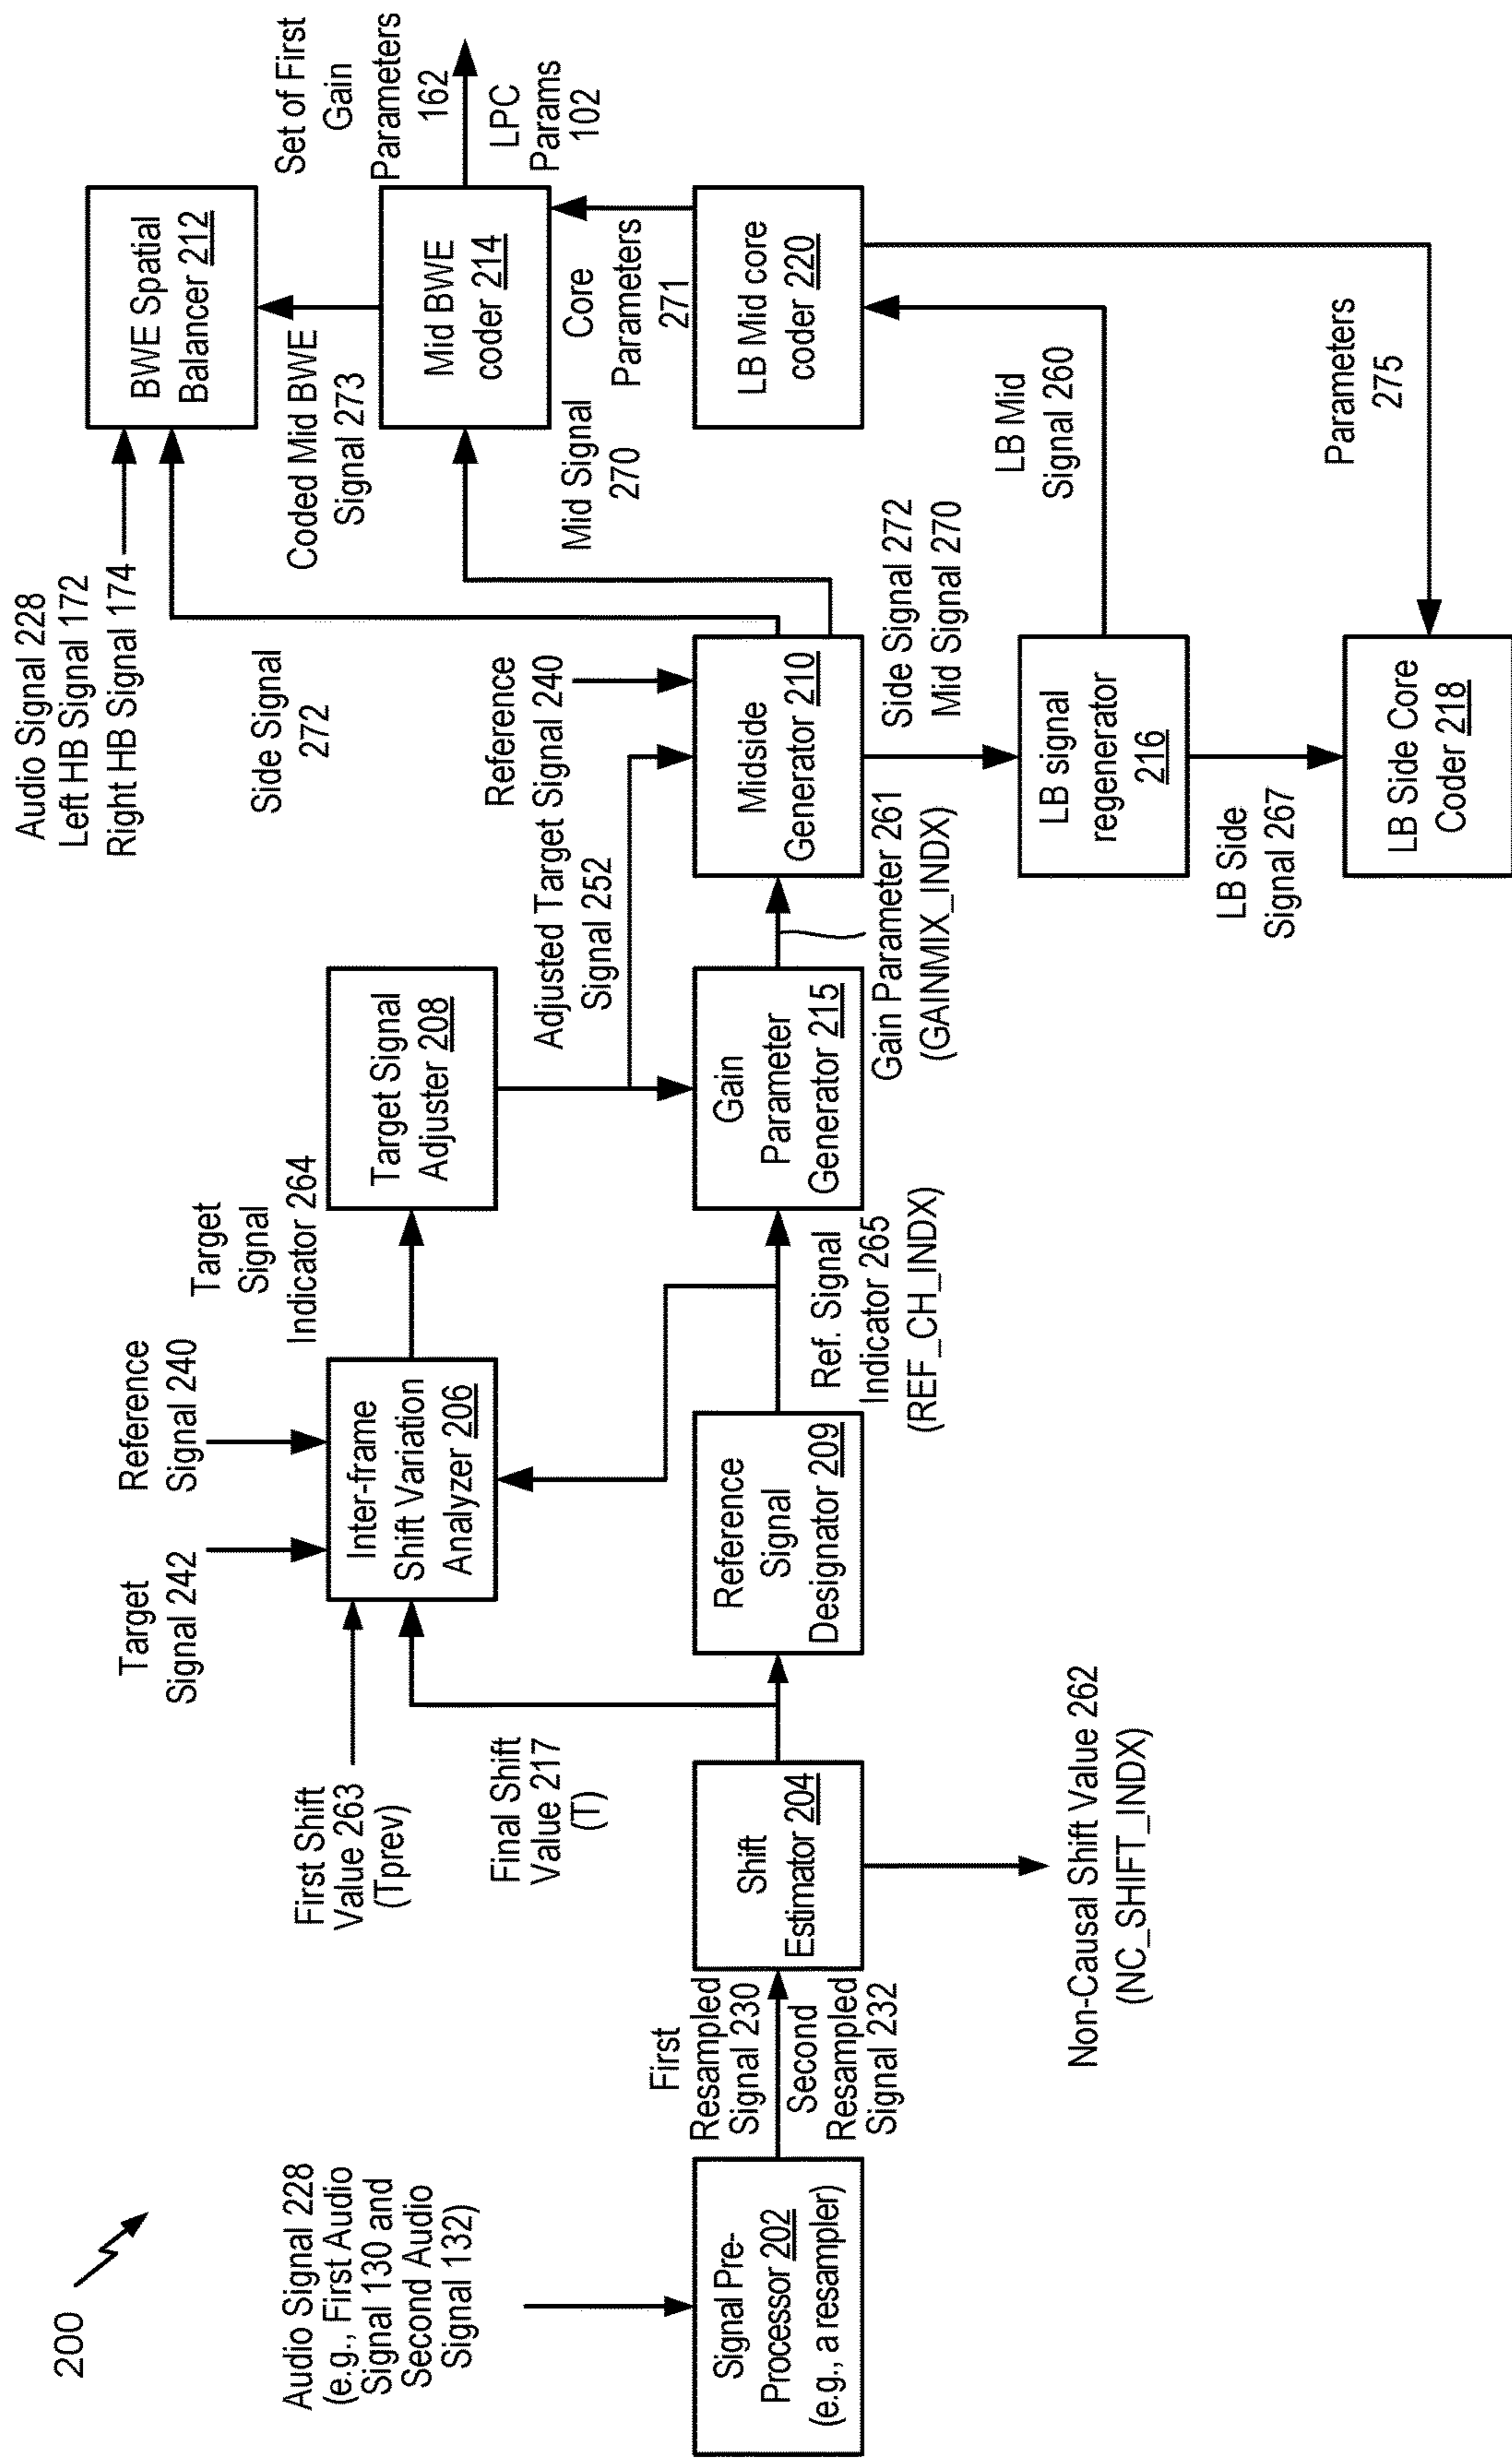 200
Audio Signal 228
(e.g., First Audio
Signal 130 and
Second Audio
Signal 132)
Signal Pre-
Processor 202
(e.g., a resampler)
First
Resampled
Signal 230
Second
Resampled
Signal 232
Shift
Estimator 204
Non-Causal Shift Value 262
(NC_SHIFT_INDX)
First Shift
Value 263
(Tprev)
Final Shift
Value 217
(T)
Target
Signal 242
Reference
Signal 240
Inter-frame
Shift Variation
Analyzer 206
Reference
Signal
Designator 209
Ref. Signal
Indicator 265
(REF_CH_INDX)
Target
Signal
Indicator 264
Target Signal
Adjuster 208
Gain
Parameter
Generator 215
Adjusted Target
Signal 252
Gain Parameter 261
(GAINMIX_INDX)
Reference
Signal 240
Midside
Generator 210
Side Signal 272
Mid Signal 270
LB signal
regenerator
216
LB Side
Signal 267
LB Side Core
Coder 218
Audio Signal 228
Left HB Signal 172
Right HB Signal 174
Side Signal
272
Coded Mid BWE
Signal 273
Mid Signal
270
BWE Spatial
Balancer 212
Mid BWE
coder 214
Core
Parameters
271
LB Mid core
coder 220
LB Mid
Signal 260
Parameters
275
Set of First
Gain
Parameters
162
LPC
Params
102